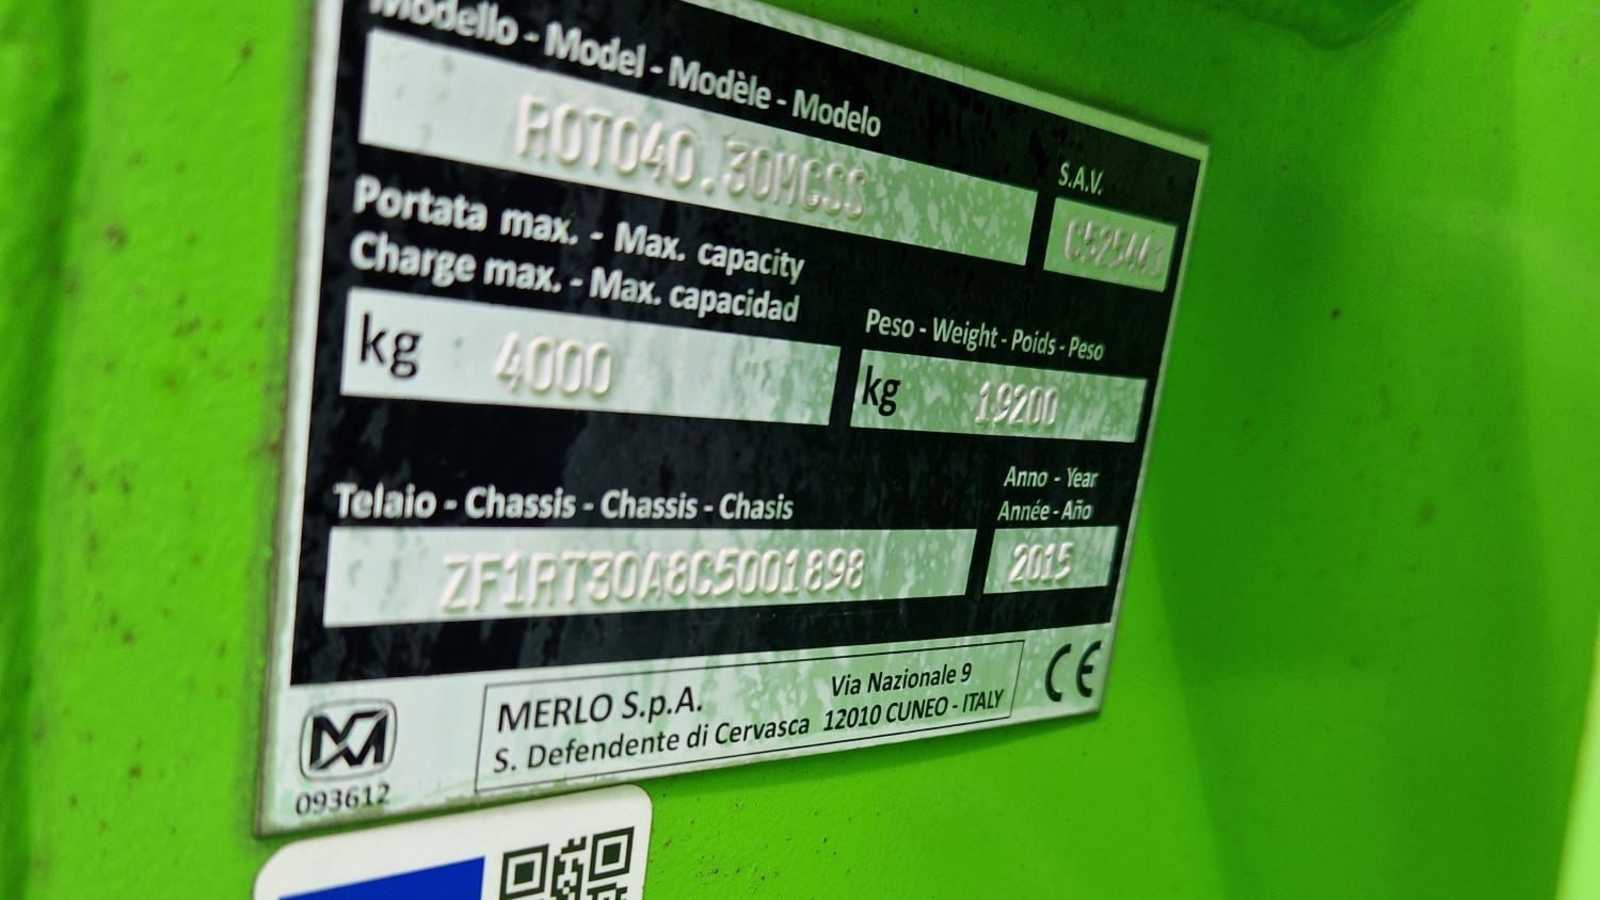 Modello - Model - Modèle - Modelo
ROTO40.30MCSS
S.A.V.
C525443
Portata max. - Max. capacity
Charge max. - Max. capacidad
kg 4000
Peso - Weight - Poids - Peso
kg 19200
Telaio - Chassis - Chassis - Chasis
ZF1RT30A8C5001898
Anno - Year
Année - Año
2015
MERLO S.p.A. Via Nazionale 9
S. Defendente di Cervasca 12010 CUNEO - ITALY
CE
093612